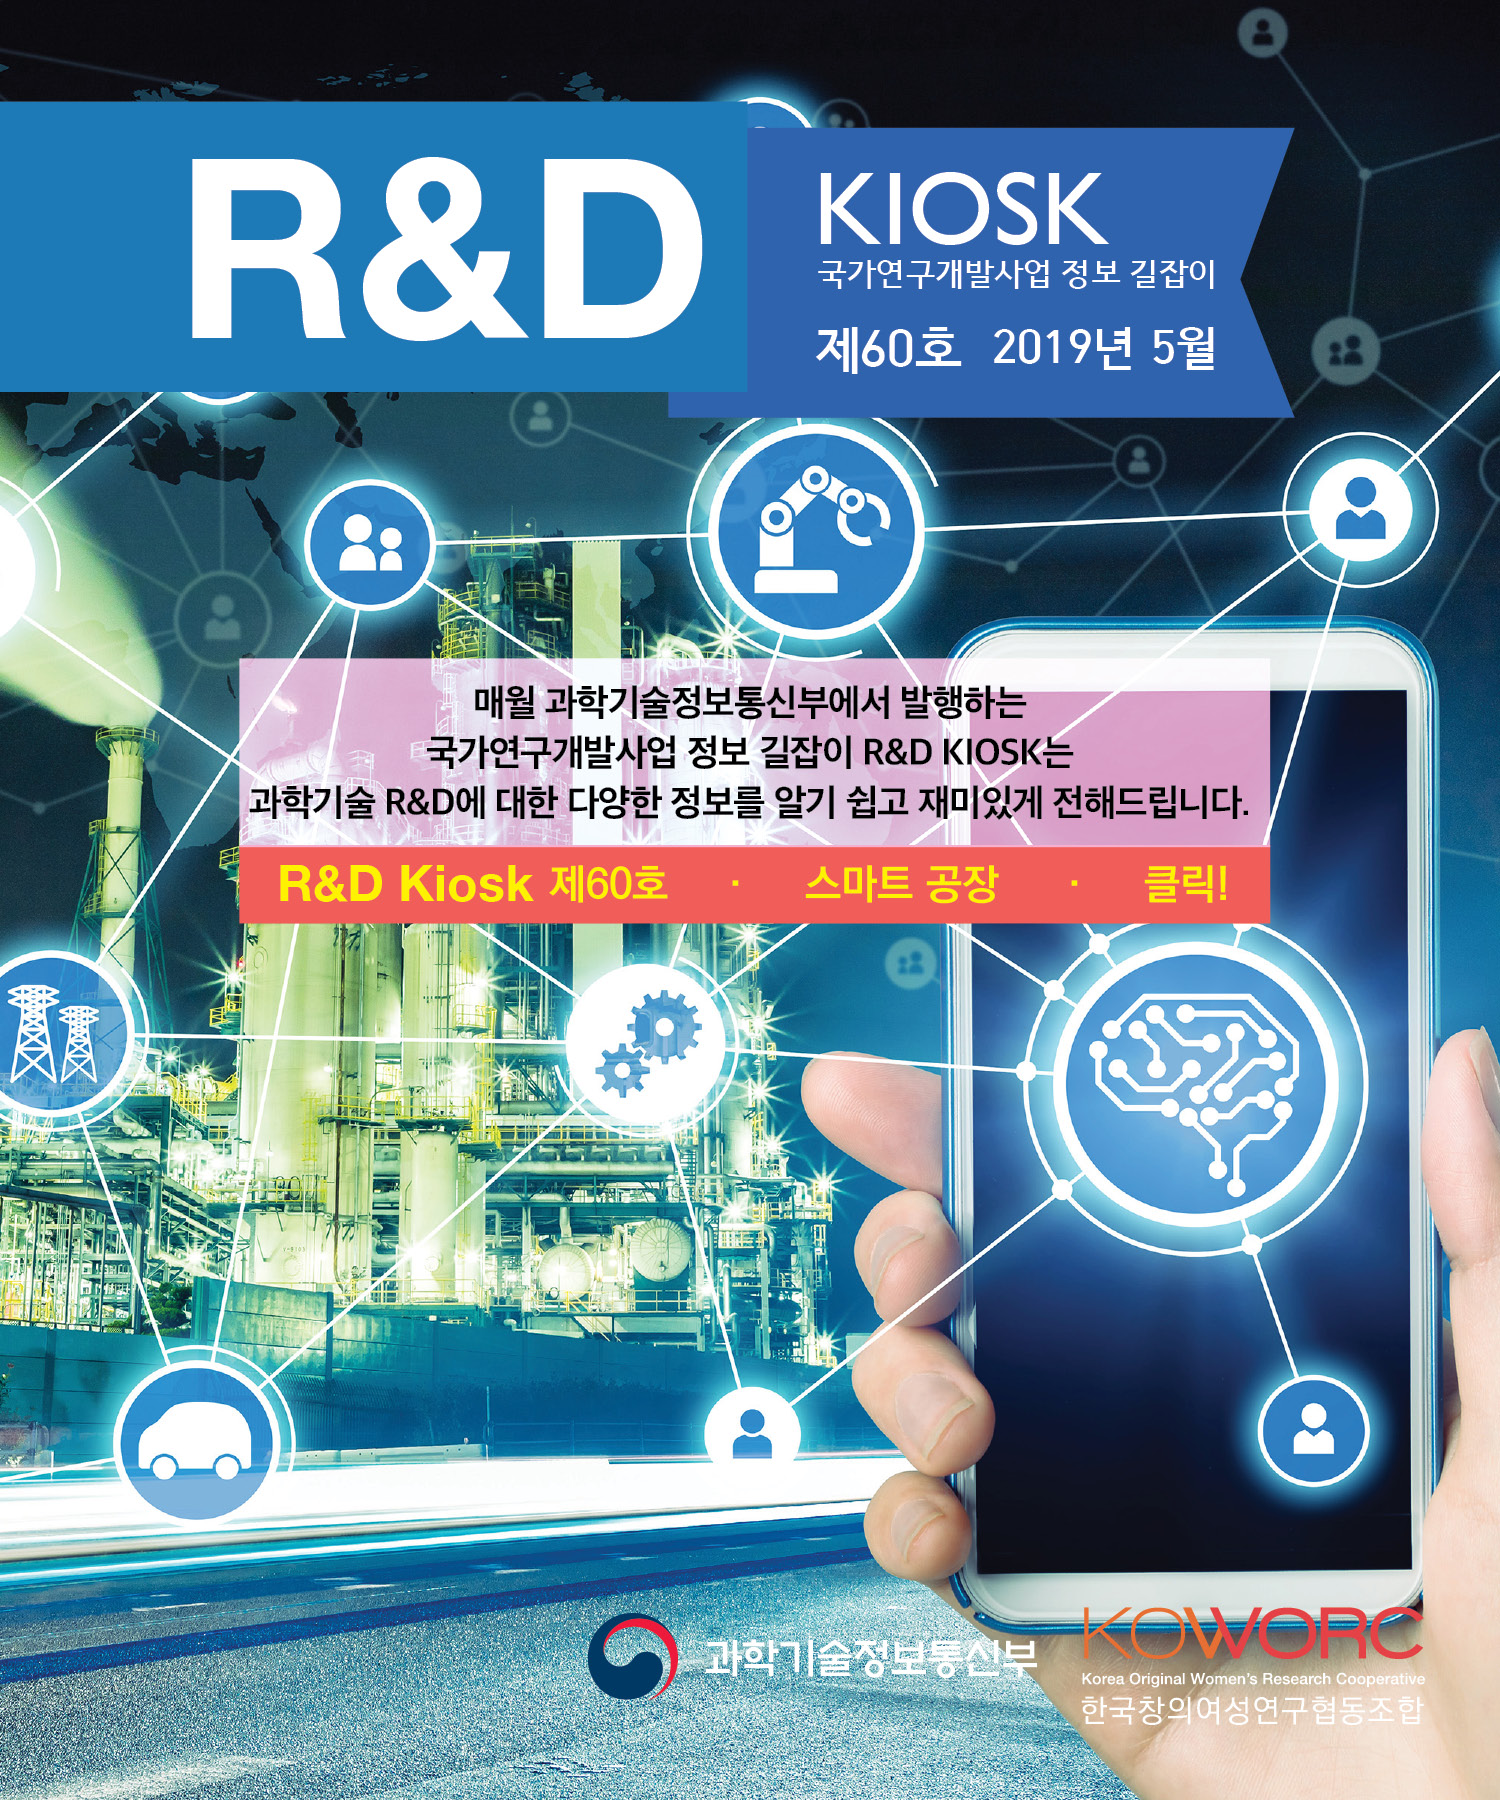 R&D
KIOSK
국가연구개발사업 정보 길잡이
제60호 2019년 5월
매월 과학기술정보통신부에서 발행하는
국가연구개발사업 정보 길잡이 R&D KIOSK는
과학기술 R&D에 대한 다양한 정보를 알기 쉽고 재미있게 전해드립니다.
R&D Kiosk 제60호 · 스마트 공장 · 클릭!
과학기술정보통신부
KOWORC
Korea Original Women's Research Cooperative
한국창의여성연구협동조합